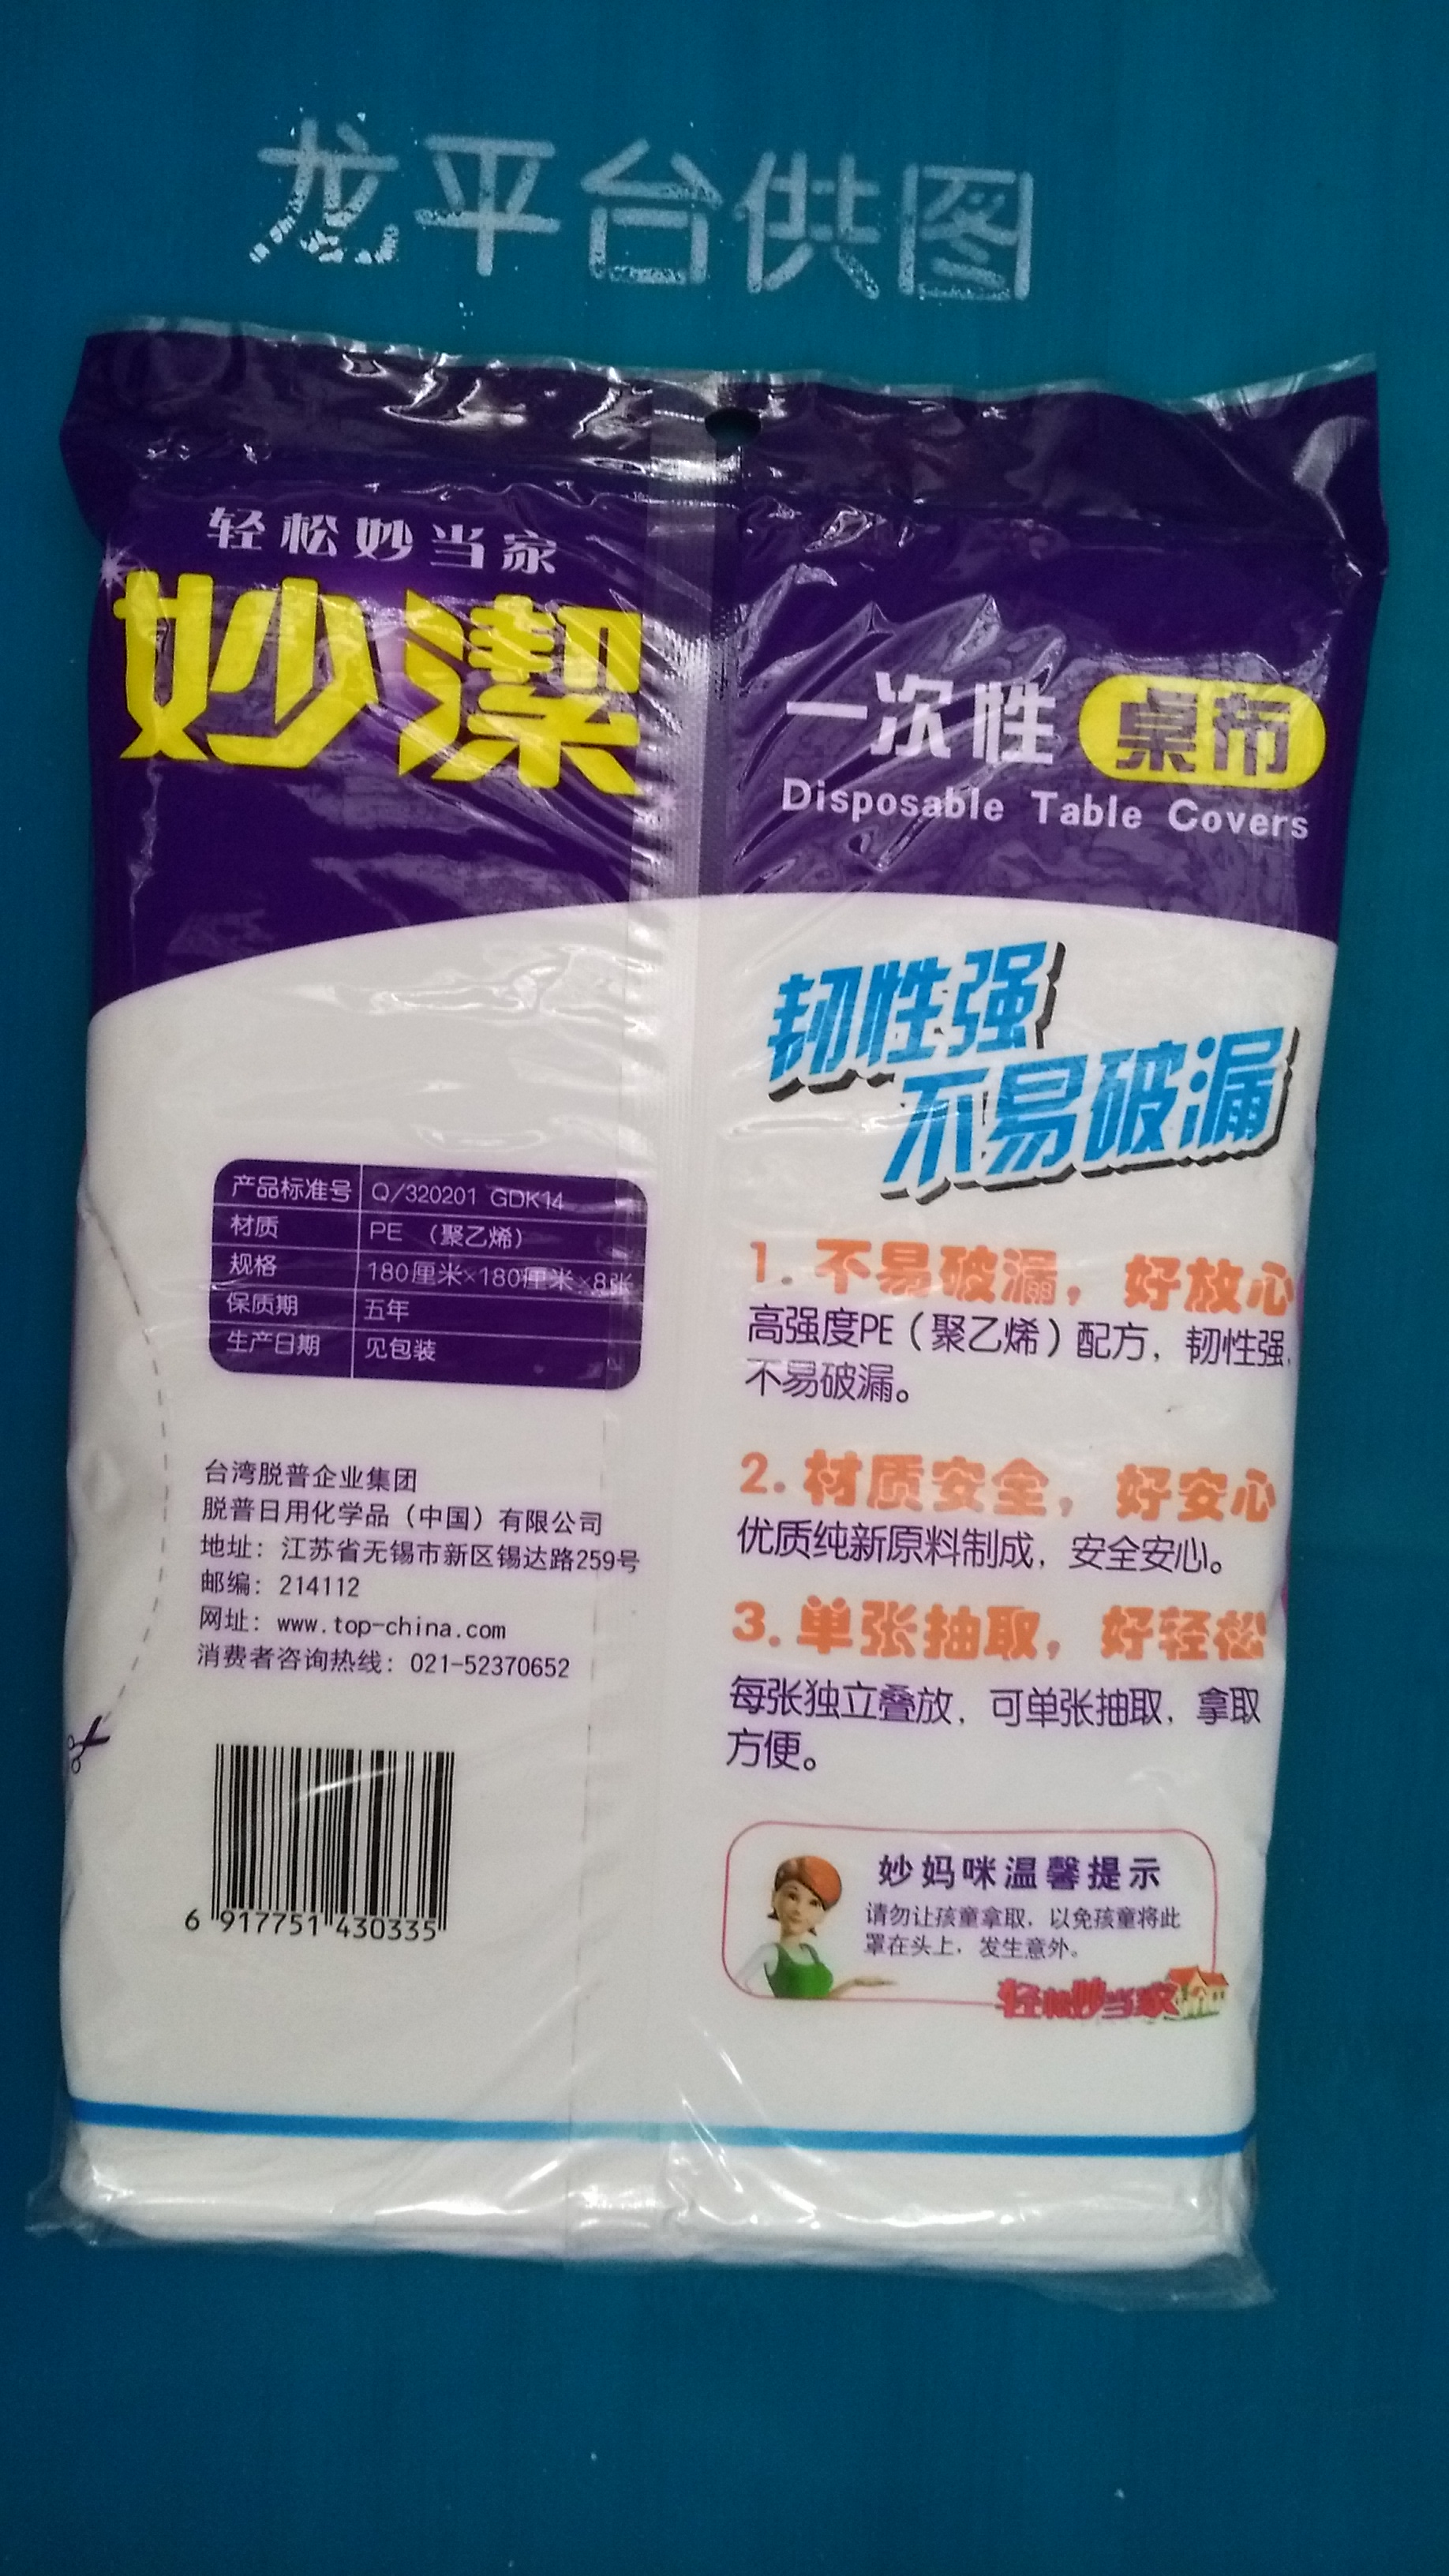 龙平台供图
轻松妙当家
妙潔
一次性 桌布
Disposable Table Covers
韧性强
不易破漏
产品标准号 Q/320201 GDK14
材质 PE （聚乙烯）
规格 180厘米×180厘米×8张
保质期 五年
生产日期 见包装
台湾脱普企业集团
脱普日用化学品（中国）有限公司
地址：江苏省无锡市新区锡达路259号
邮编：214112
网址：www.top-china.com
消费者咨询热线：021-52370652
6 917751 430335
1.不易破漏，好放心
高强度PE（聚乙烯）配方，韧性强，
不易破漏。
2.材质安全，好安心
优质纯新原料制成，安全安心。
3.单张抽取，好轻松
每张独立叠放，可单张抽取，拿取
方便。
妙妈咪温馨提示
请勿让孩童拿取，以免孩童将此
罩在头上，发生意外。
轻松妙当家